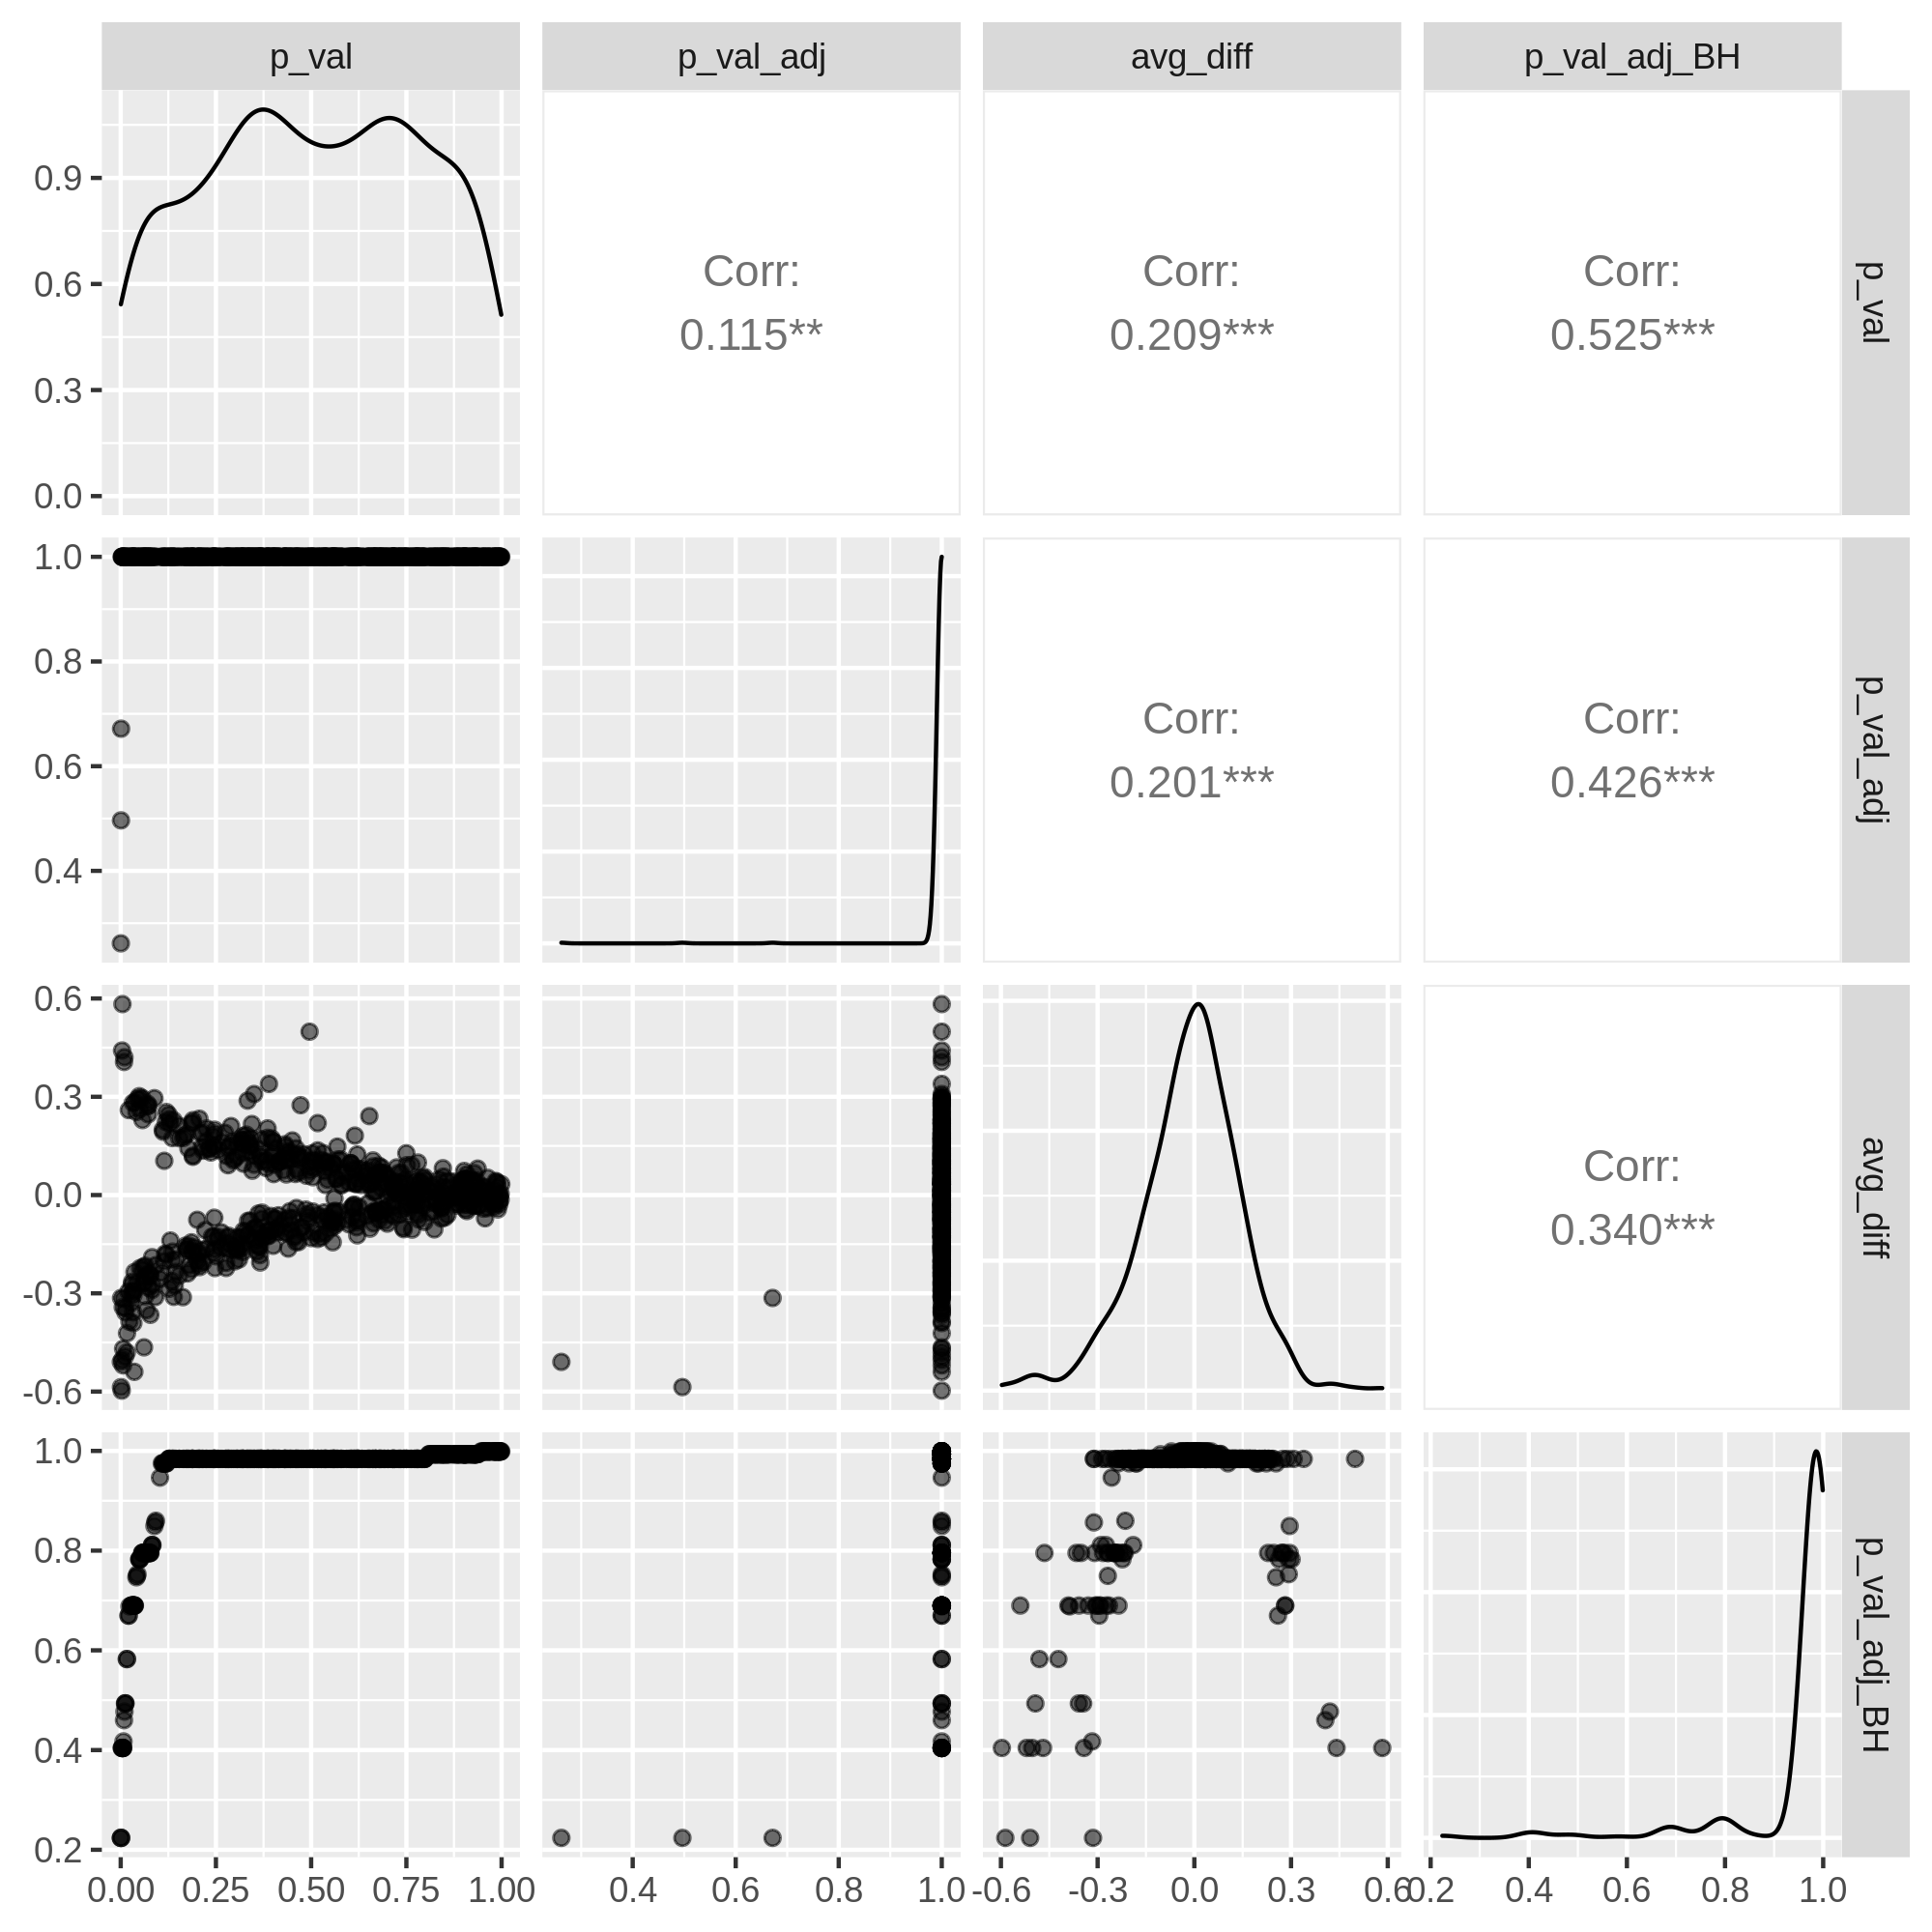 p_val p_val_adj avg_diff p_val_adj_BH
0.9
0.6
0.3
0.0
Corr:
0.115**
Corr:
0.209***
Corr:
0.525***
p_val
1.0
0.8
0.6
0.4
Corr:
0.201***
Corr:
0.426***
p_val_adj
0.6
0.3
0.0
-0.3
-0.6
Corr:
0.340***
avg_diff
1.0
0.8
0.6
0.4
0.2
p_val_adj_BH
0.00 0.25 0.50 0.75 1.00
0.4 0.6 0.8 1.0
-0.6 -0.3 0.0 0.3 0.6
0.2 0.4 0.6 0.8 1.0